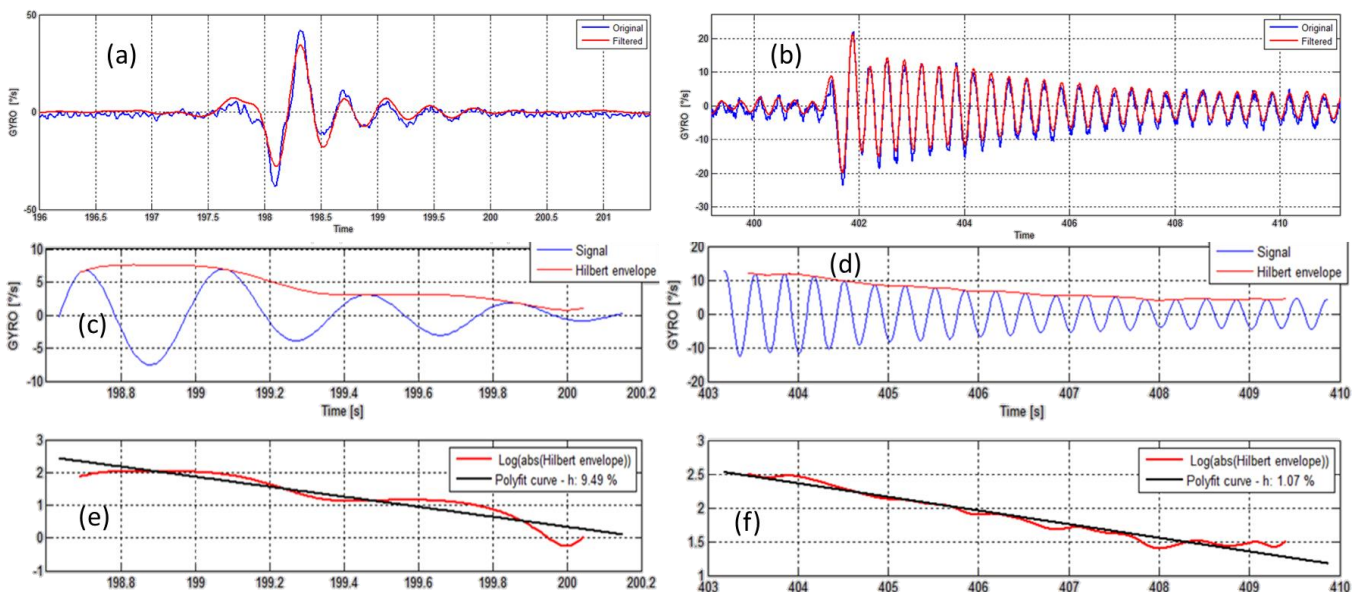 50
0
-50
GYRO [°/s]
(a)
Original
Filtered
196 196.5 197 197.5 198 198.5 199 199.5 200 200.5 201
Time
20
10
0
-10
-20
-30
GYRO [°/s]
(b)
Original
Filtered
400 402 404 406 408 410
Time
10
5
0
-5
-10
GYRO [°/s]
(c)
Signal
Hilbert envelope
198.8 199 199.2 199.4 199.6 199.8 200 200.2
Time [s]
20
10
0
-10
-20
GYRO [°/s]
(d)
Signal
Hilbert envelope
403 404 405 406 407 408 409 410
Time [s]
3
2
1
0
-1
(e)
Log(abs(Hilbert envelope))
Polyfit curve - h: 9.49 %
198.8 199 199.2 199.4 199.6 199.8 200 200.2
3
2.5
2
1.5
1
(f)
Log(abs(Hilbert envelope))
Polyfit curve - h: 1.07 %
403 404 405 406 407 408 409 410